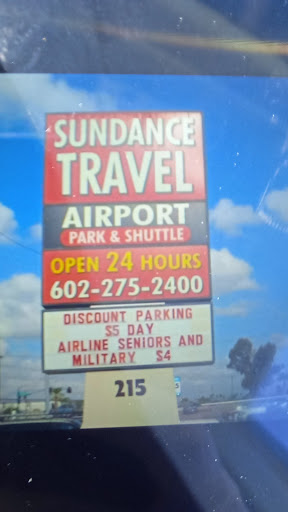 SUNDANCE
TRAVEL
AIRPORT
PARK & SHUTTLE
OPEN 24 HOURS
602-275-2400
DISCOUNT PARKING
$5 DAY
AIRLINE SENIORS AND
MILITARY $4
215